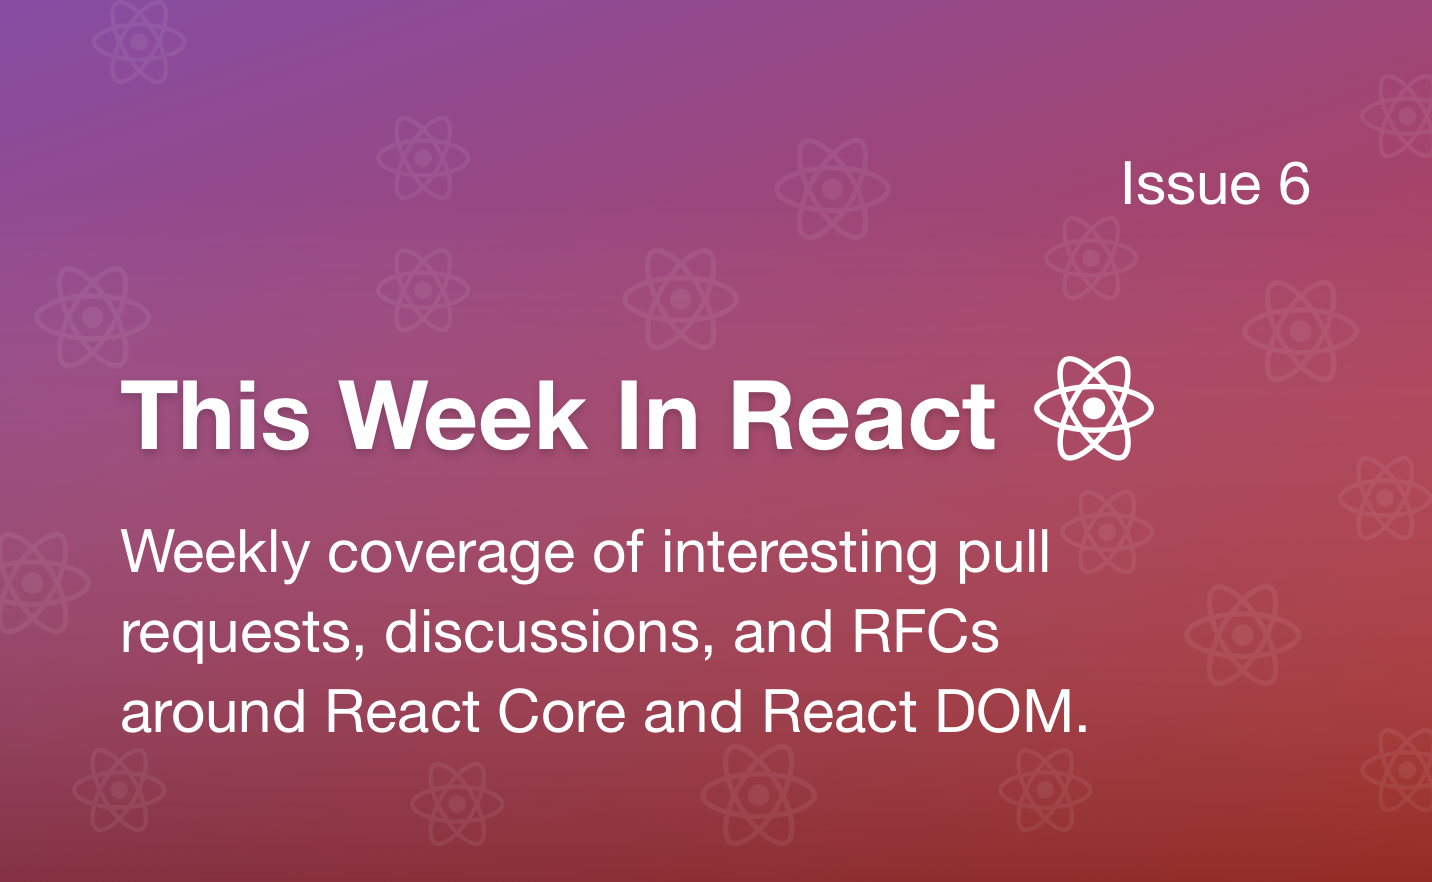 Issue 6
This Week In React
Weekly coverage of interesting pull
requests, discussions, and RFCs
around React Core and React DOM.